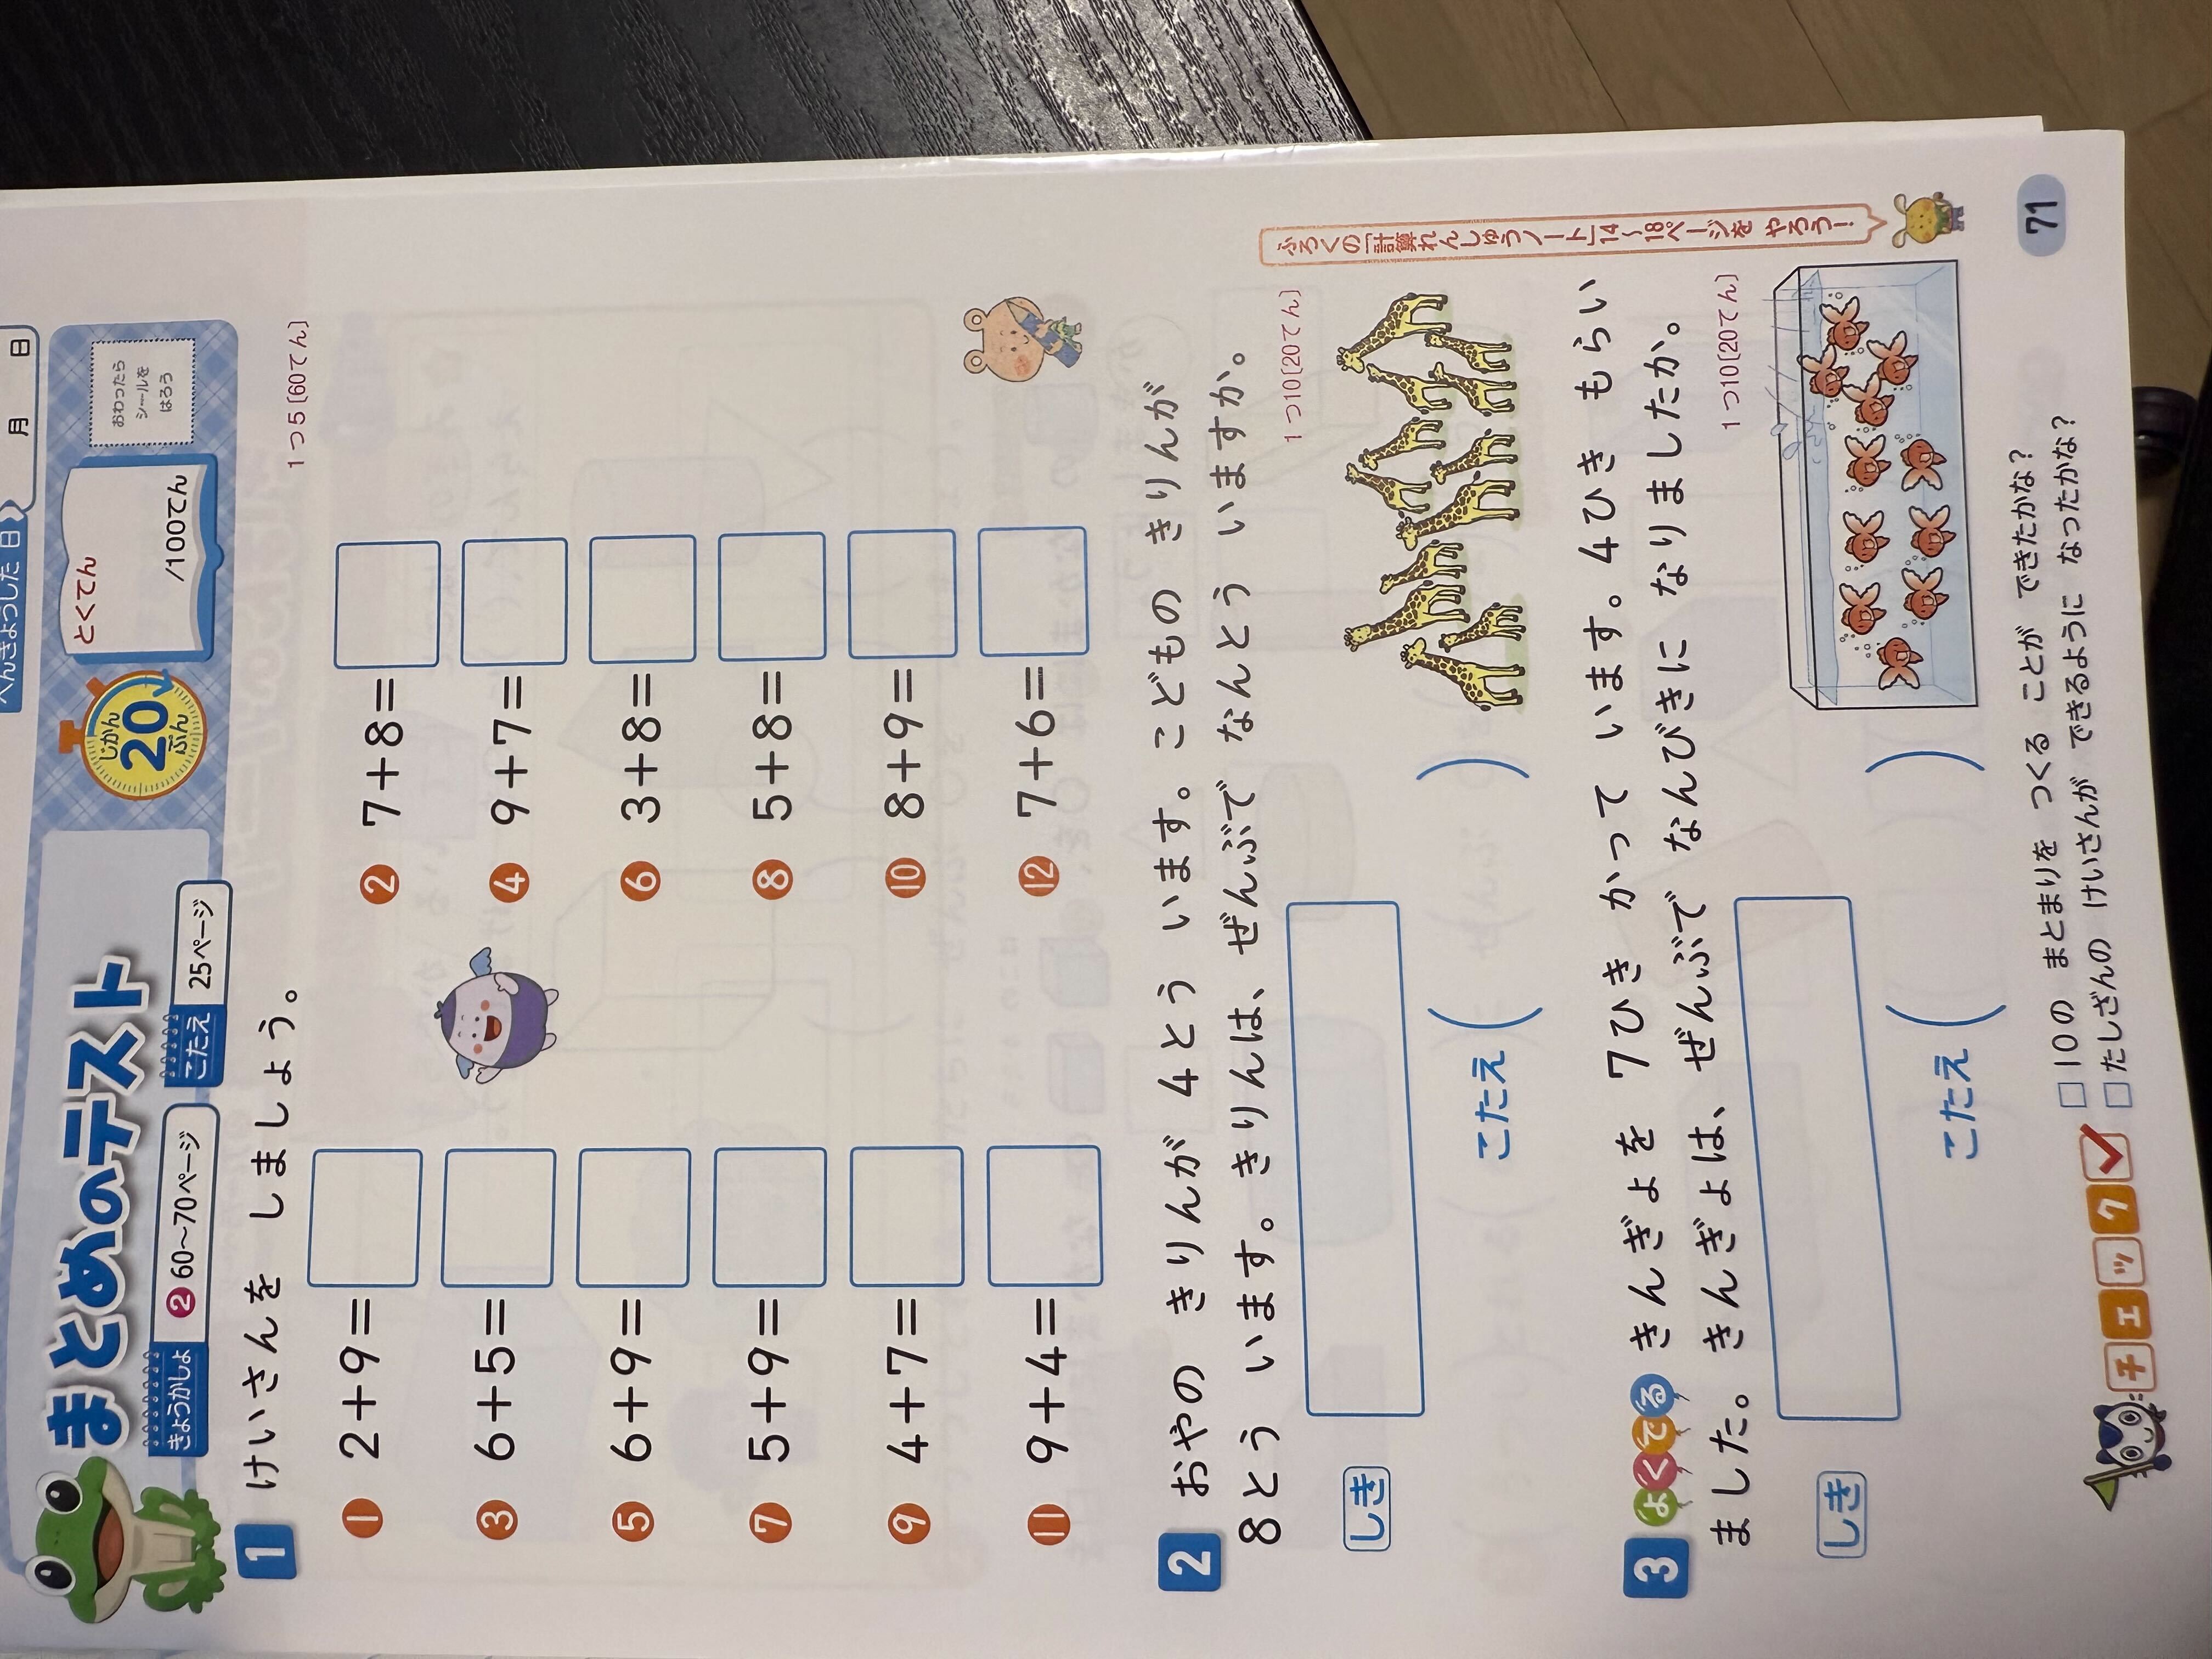 べんきょうした 日
月 日
まとめのテスト
きょうかしょ ❷ 60〜70ページ
こたえ 25ページ
じかん 20 ぷん
とくてん
/100てん
おわったら
シールを
はろう
1 けいさんを しましょう。
1つ5〔60てん〕
❶ 2+9=
❷ 7+8=
❸ 6+5=
❹ 9+7=
❺ 6+9=
❻ 3+8=
❼ 5+9=
❽ 5+8=
❾ 4+7=
❿ 8+9=
⓫ 9+4=
⓬ 7+6=
2 おやの きりんが 4とう います。こどもの きりんが
8とう います。きりんは、ぜんぶで なんとう いますか。
1つ10〔20てん〕
しき
こたえ( )
3 よくでる きんぎょを 7ひき かって います。4ひき もらい
ました。きんぎょは、ぜんぶで なんびきに なりましたか。
1つ10〔20てん〕
しき
こたえ( )
ふろくの「計算れんしゅうノート」14〜18ページを やろう!
チェック
□10の まとまりを つくる ことが できたかな?
□たしざんの けいさんが できるように なったかな?
71